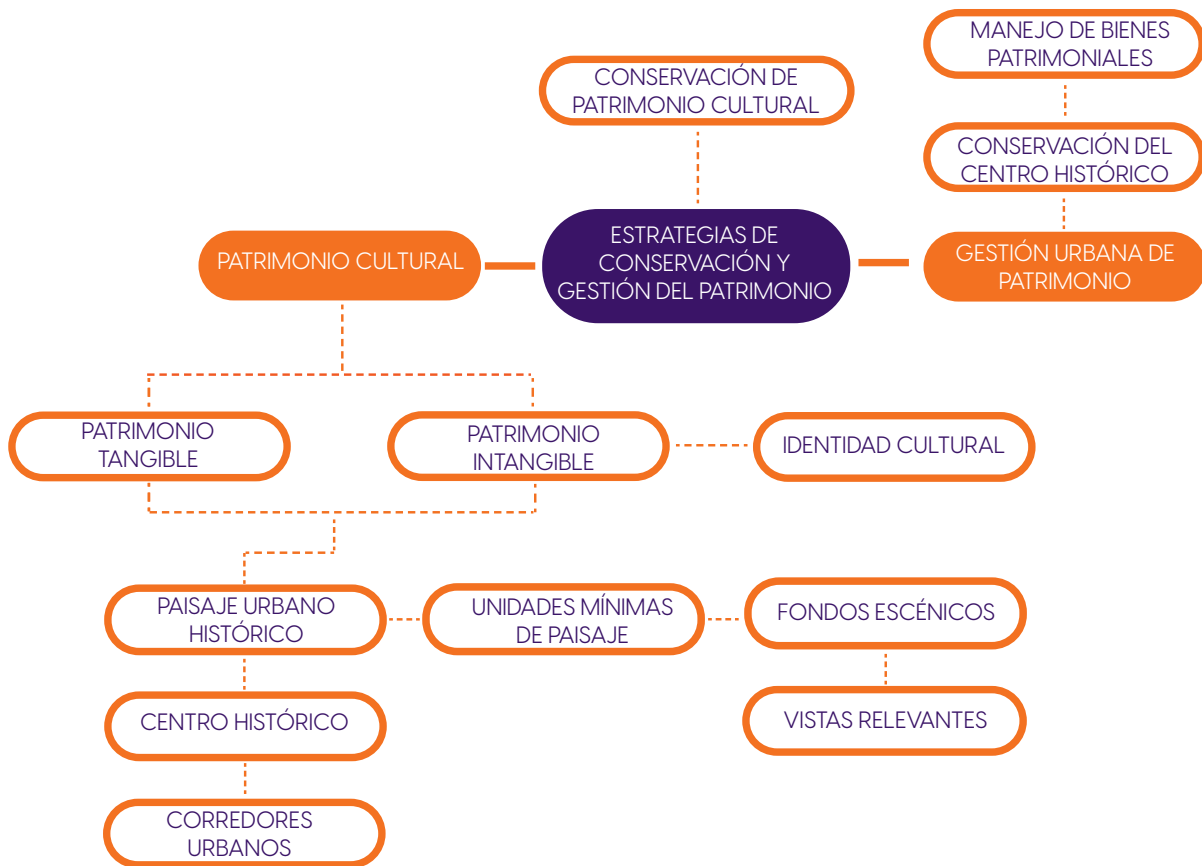 MANEJO DE BIENES
PATRIMONIALES
CONSERVACIÓN DE
PATRIMONIO CULTURAL
CONSERVACIÓN DEL
CENTRO HISTÓRICO
PATRIMONIO CULTURAL
ESTRATEGIAS DE
CONSERVACIÓN Y
GESTIÓN DEL PATRIMONIO
GESTIÓN URBANA DE
PATRIMONIO
PATRIMONIO
TANGIBLE
PATRIMONIO
INTANGIBLE
IDENTIDAD CULTURAL
PAISAJE URBANO
HISTÓRICO
UNIDADES MÍNIMAS
DE PAISAJE
FONDOS ESCÉNICOS
CENTRO HISTÓRICO
VISTAS RELEVANTES
CORREDORES
URBANOS